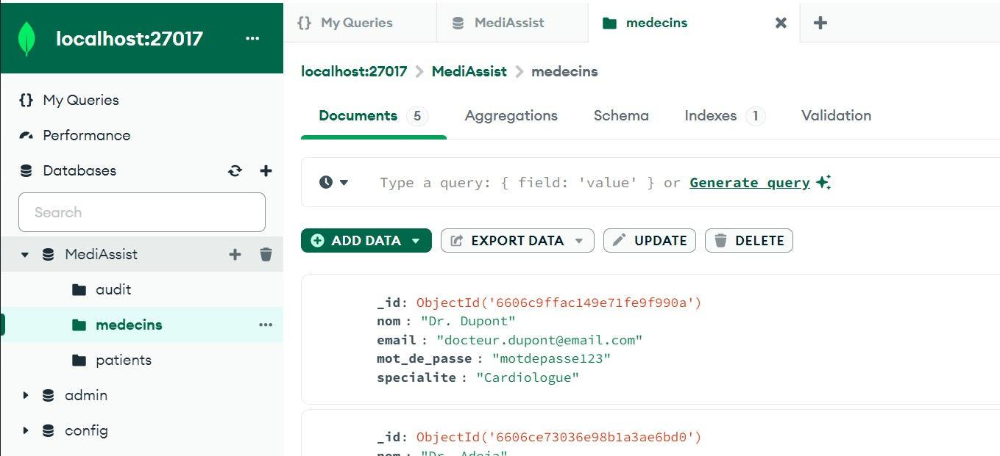 localhost:27017
{} My Queries
Performance
Databases
Search
MediAssist
audit
medecins
patients
admin
config
{} My Queries MediAssist medecins
localhost:27017 > MediAssist > medecins
Documents 5 Aggregations Schema Indexes 1 Validation
Type a query: { field: 'value' } or Generate query
ADD DATA EXPORT DATA UPDATE DELETE
_id: ObjectId('6606c9ffac149e71fe9f990a')
nom : "Dr. Dupont"
email : "docteur.dupont@email.com"
mot_de_passe : "motdepasse123"
specialite : "Cardiologue"
_id: ObjectId('6606ce73036e98b1a3ae6bd0')
nom : "Dr. Adeja"